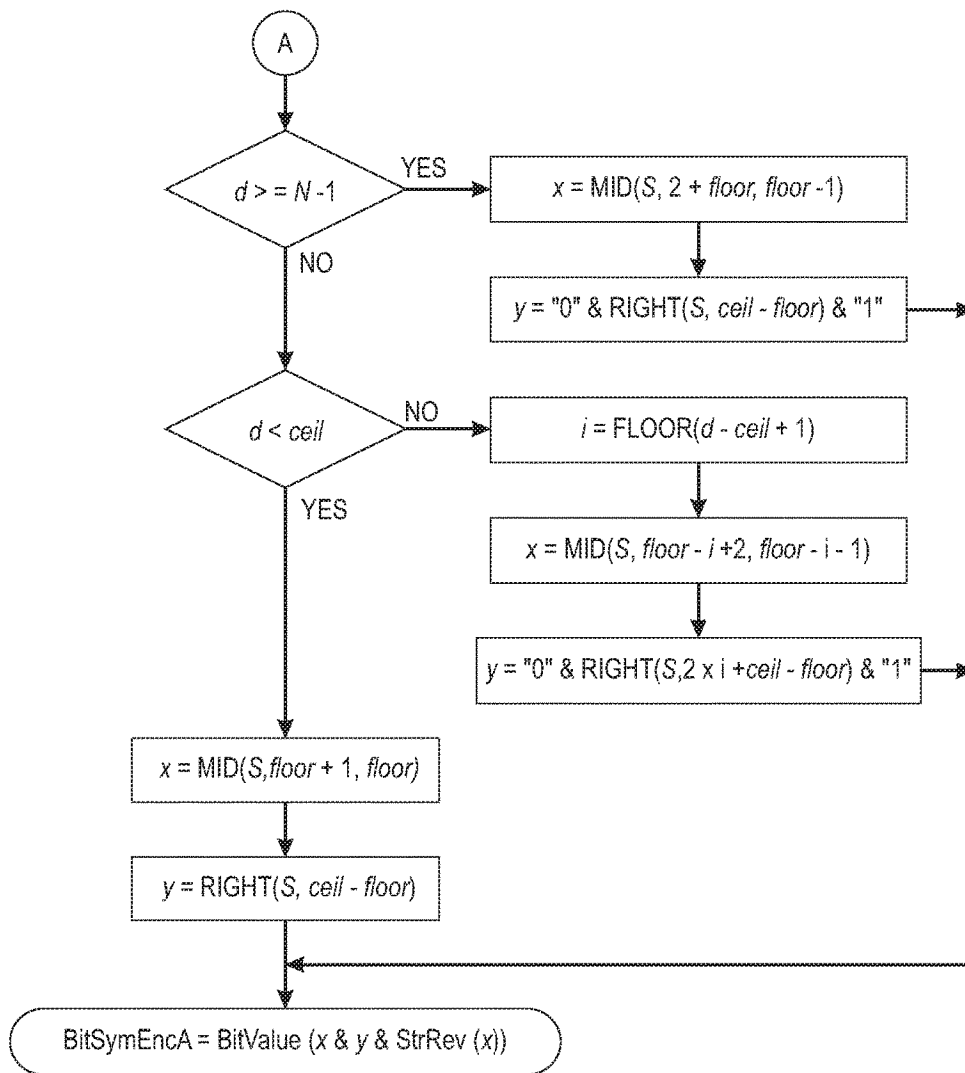 A
d > = N -1
YES
x = MID(S, 2 + floor, floor -1)
NO
y = "0" & RIGHT(S, ceil - floor) & "1"
d < ceil
NO
i = FLOOR(d - ceil + 1)
YES
x = MID(S, floor - i +2, floor - i - 1)
y = "0" & RIGHT(S,2 x i +ceil - floor) & "1"
x = MID(S,floor + 1, floor)
y = RIGHT(S, ceil - floor)
BitSymEncA = BitValue (x & y & StrRev (x))